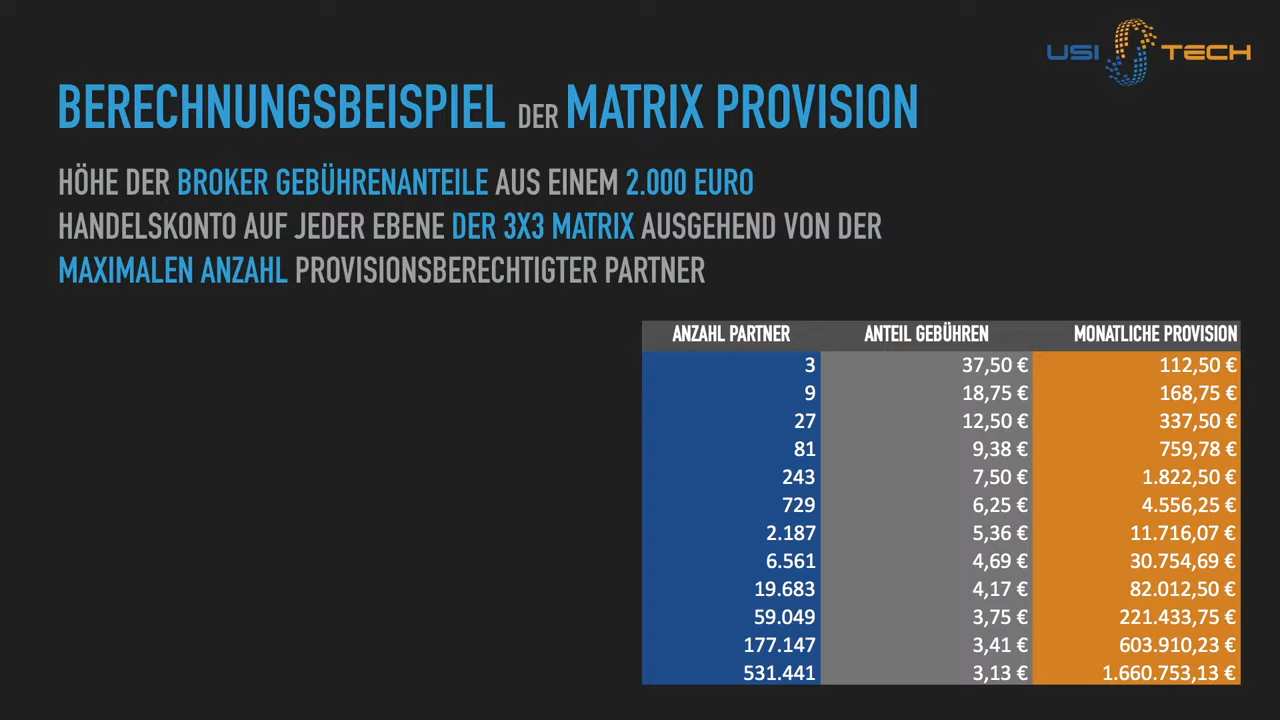 USI TECH
BERECHNUNGSBEISPIEL DER MATRIX PROVISION
HÖHE DER BROKER GEBÜHRENANTEILE AUS EINEM 2.000 EURO
HANDELSKONTO AUF JEDER EBENE DER 3X3 MATRIX AUSGEHEND VON DER
MAXIMALEN ANZAHL PROVISIONSBERECHTIGTER PARTNER
ANZAHL PARTNER ANTEIL GEBÜHREN MONATLICHE PROVISION
3 37,50 € 112,50 €
9 18,75 € 168,75 €
27 12,50 € 337,50 €
81 9,38 € 759,78 €
243 7,50 € 1.822,50 €
729 6,25 € 4.556,25 €
2.187 5,36 € 11.716,07 €
6.561 4,69 € 30.754,69 €
19.683 4,17 € 82.012,50 €
59.049 3,75 € 221.433,75 €
177.147 3,41 € 603.910,23 €
531.441 3,13 € 1.660.753,13 €